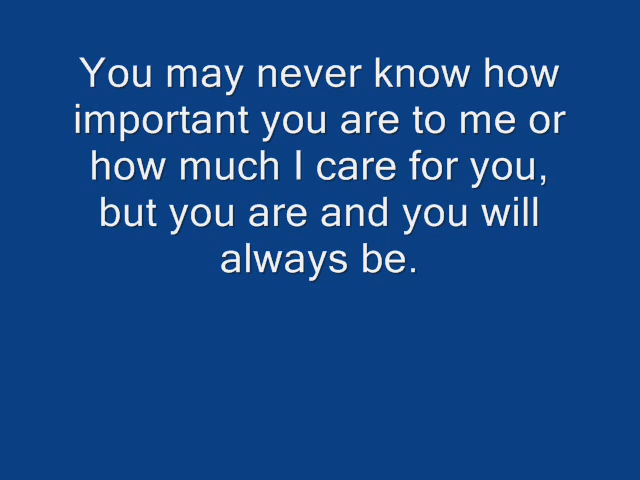 You may never know how
important you are to me or
how much I care for you,
but you are and you will
always be.